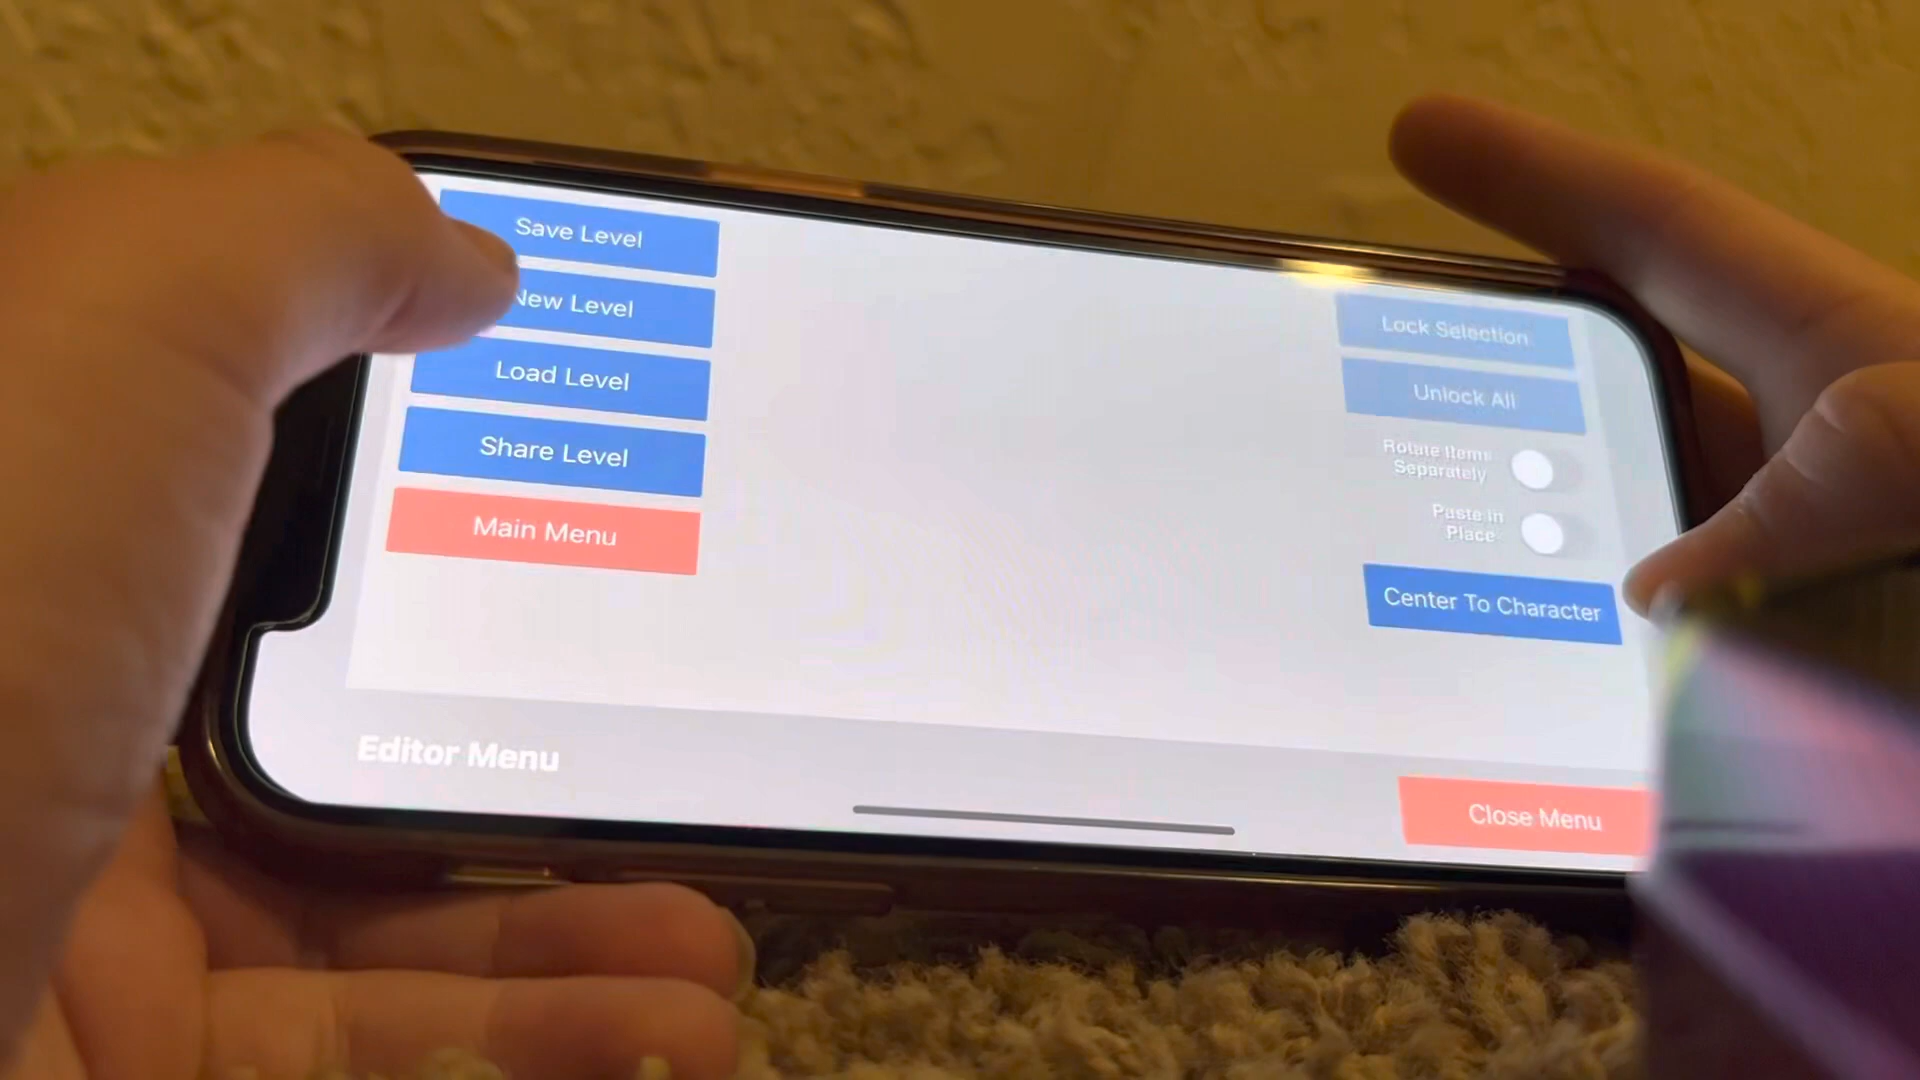 Save Level
New Level
Load Level
Share Level
Main Menu
Lock Selection
Unlock All
Rotate Items
Separately
Paste in
Place
Center To Character
Editor Menu
Close Menu